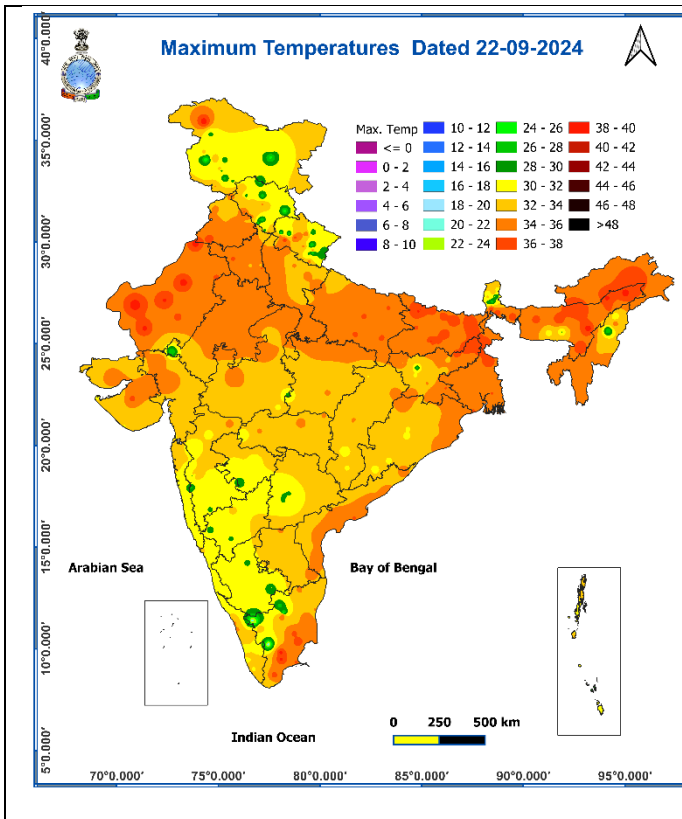 Maximum Temperatures Dated 22-09-2024
Max. Temp
<= 0
0 - 2
2 - 4
4 - 6
6 - 8
8 - 10
10 - 12
12 - 14
14 - 16
16 - 18
18 - 20
20 - 22
22 - 24
24 - 26
26 - 28
28 - 30
30 - 32
32 - 34
34 - 36
36 - 38
38 - 40
40 - 42
42 - 44
44 - 46
46 - 48
>48
40°0.000'
35°0.000'
30°0.000'
25°0.000'
20°0.000'
15°0.000'
10°0.000'
5°0.000'
Arabian Sea
Bay of Bengal
Indian Ocean
0 250 500 km
70°0.000' 75°0.000' 80°0.000' 85°0.000' 90°0.000' 95°0.000'